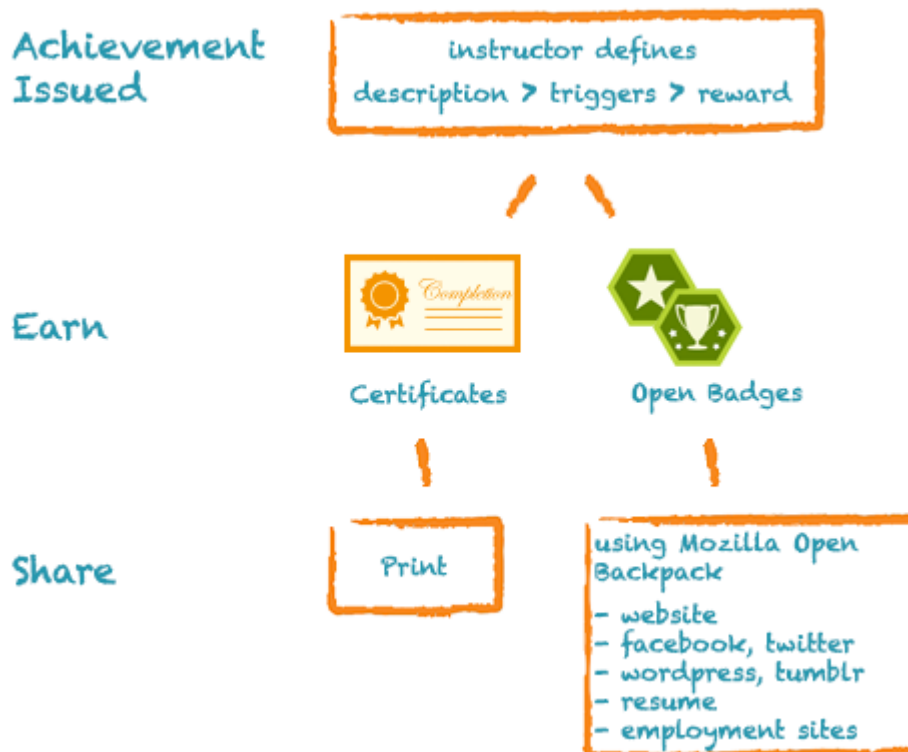 Achievement
Issued
instructor defines
description > triggers > reward
Earn
Completion
Certificates
Open Badges
Share
Print
using Mozilla Open
Backpack
- website
- facebook, twitter
- wordpress, tumblr
- resume
- employment sites